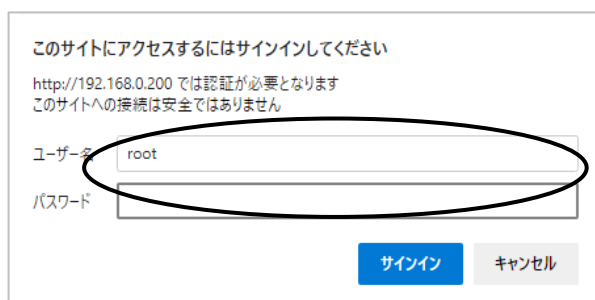 このサイトにアクセスするにはサインインしてください
http://192.168.0.200 では認証が必要となります
このサイトへの接続は安全ではありません
ユーザー名 root
パスワード
サインイン キャンセル